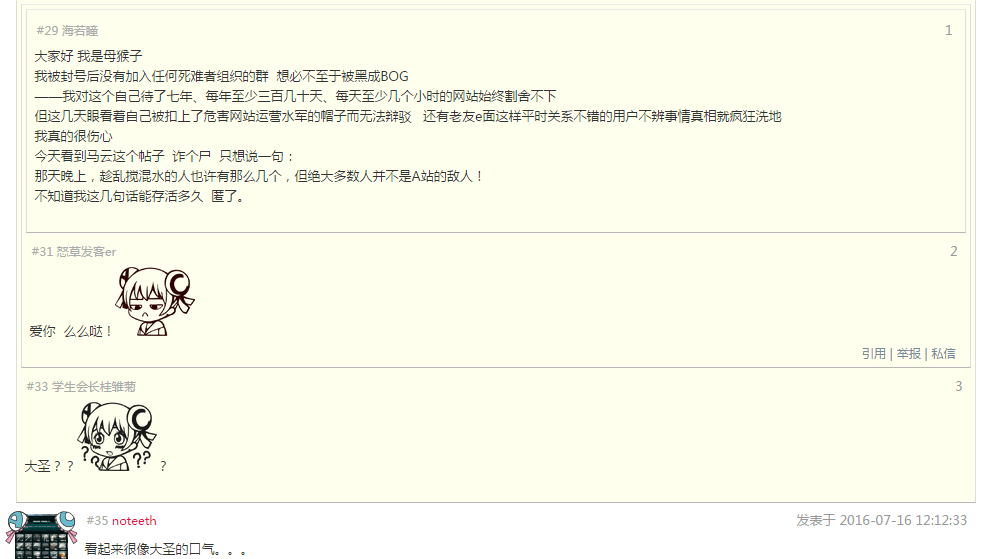 #29 海若瞳 1
大家好 我是母猴子
我被封号后没有加入任何死难者组织的群 想必不至于被黑成BOG
——我对这个自己待了七年、每年至少三百几十天、每天至少几个小时的网站始终割舍不下
但这几天眼看着自己被扣上了危害网站运营水军的帽子而无法辩驳 还有老友e面这样平时关系不错的用户不辨事情真相就疯狂洗地
我真的很伤心
今天看到马云这个帖子 诈个尸 只想说一句：
那天晚上，趁乱搅混水的人也许有那么几个，但绝大多数人并不是A站的敌人！
不知道我这几句话能存活多久 匿了。
#31 怒草发客er 2
爱你 么么哒！
引用 | 举报 | 私信
#33 学生会长桂雏菊 3
大圣？？ ？
#35 noteeth 发表于 2016-07-16 12:12:33
看起来很像大圣的口气。。。